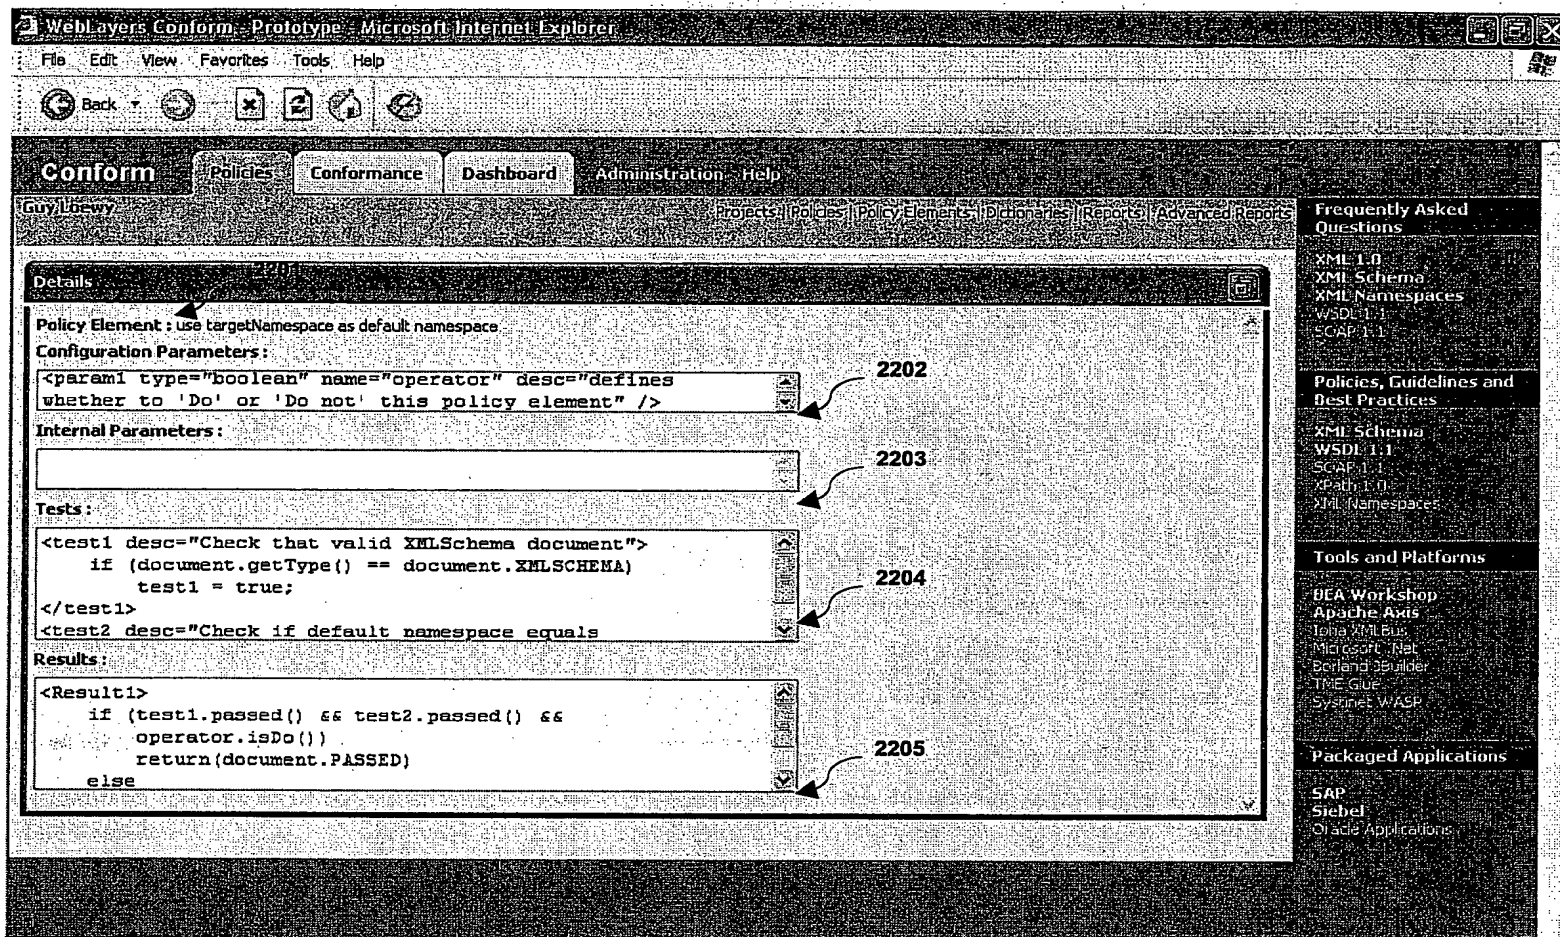 WebLayers Conform - Prototype - Microsoft Internet Explorer
File Edit View Favorites Tools Help
Back
Conform Policies Conformance Dashboard Administration Help
Guy Loewy
Projects | Policies | Policy Elements | Dictionaries | Reports | Advanced Reports
Details
Policy Element : use targetNamespace as default namespace
Configuration Parameters :
<param1 type="boolean" name="operator" desc="defines
whether to 'Do' or 'Do not' this policy element" />
2202
Internal Parameters :
2203
Tests :
<test1 desc="Check that valid XMLSchema document">
if (document.getType() == document.XMLSCHEMA)
test1 = true;
</test1>
<test2 desc="Check if default namespace equals
2204
Results :
<Result1>
if (test1.passed() && test2.passed() &&
operator.isDo())
return(document.PASSED)
else
2205
Frequently Asked
Questions
XML 1.0
XML Schema
XML Namespaces
WSDL 1.1
SOAP 1.1
Policies, Guidelines and
Best Practices
XML Schema
WSDL 1.1
SOAP 1.1
XPath 1.0
XML Namespaces
Tools and Platforms
BEA Workshop
Apache Axis
Iona XMLBus
Microsoft .Net
Borland JBuilder
TME Glue
Systinet WASP
Packaged Applications
SAP
Siebel
Oracle Applications